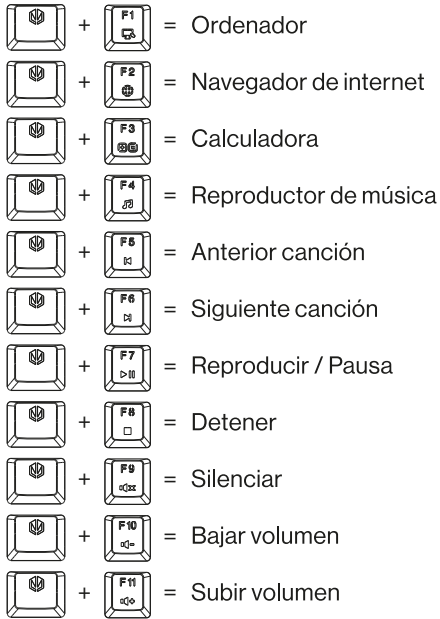 + F1 = Ordenador
+ F2 = Navegador de internet
+ F3 = Calculadora
+ F4 = Reproductor de música
+ F5 = Anterior canción
+ F6 = Siguiente canción
+ F7 = Reproducir / Pausa
+ F8 = Detener
+ F9 = Silenciar
+ F10 = Bajar volumen
+ F11 = Subir volumen